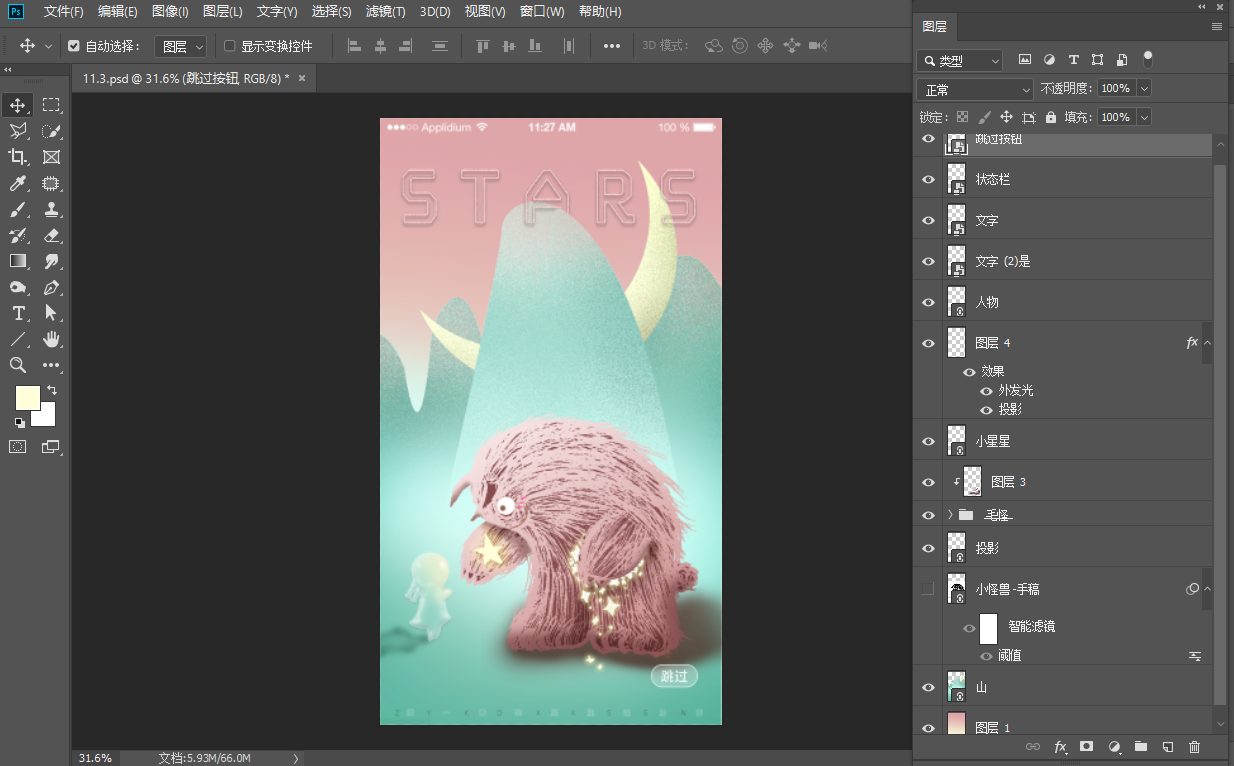 Ps 文件(F) 编辑(E) 图像(I) 图层(L) 文字(Y) 选择(S) 滤镜(T) 3D(D) 视图(V) 窗口(W) 帮助(H)
自动选择: 图层 显示变换控件 3D 模式:
11.3.psd @ 31.6% (跳过按钮, RGB/8) * ×
Applidium 11:27 AM 100 %
STARS
跳过
31.6% 文档:5.93M/66.0M
图层
类型
正常 不透明度: 100%
锁定: 填充: 100%
跳过按钮
状态栏
文字
文字 (2)是
人物
图层 4 fx
效果
外发光
投影
小星星
图层 3
毛怪
投影
小怪兽-手稿
智能滤镜
阈值
山
图层 1
fx